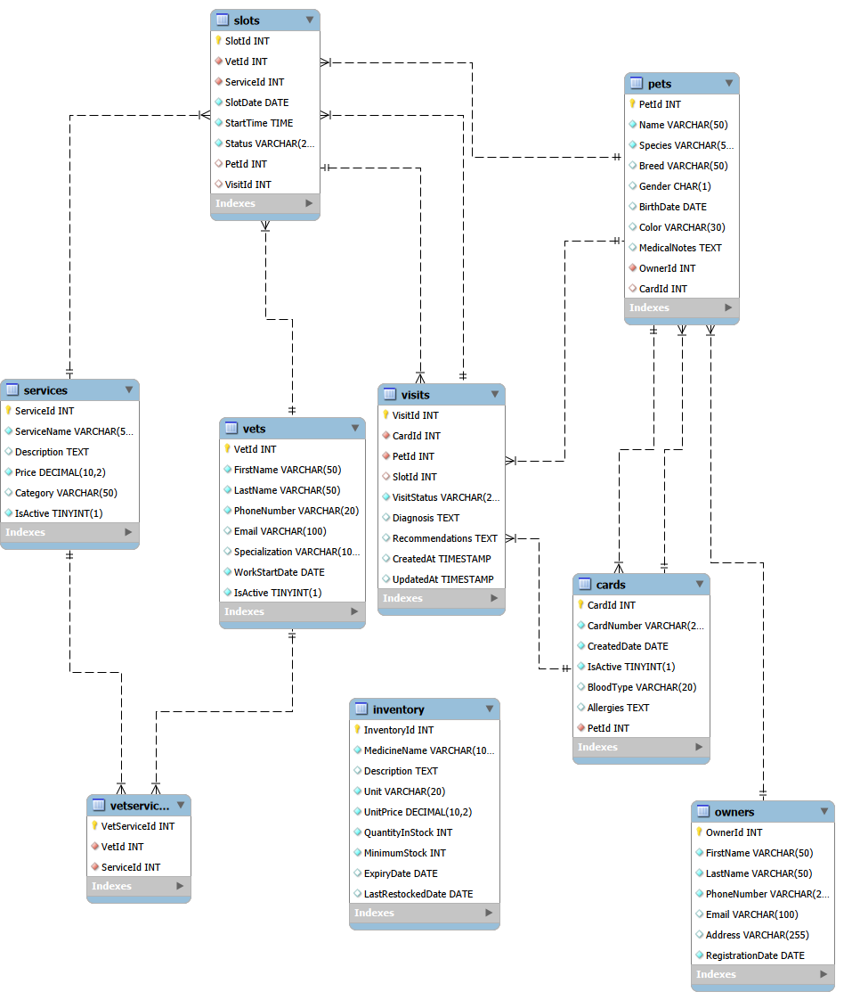 slots
SlotId INT
VetId INT
ServiceId INT
SlotDate DATE
StartTime TIME
Status VARCHAR(2...
PetId INT
VisitId INT
Indexes
pets
PetId INT
Name VARCHAR(50)
Species VARCHAR(5...
Breed VARCHAR(50)
Gender CHAR(1)
BirthDate DATE
Color VARCHAR(30)
MedicalNotes TEXT
OwnerId INT
CardId INT
Indexes
services
ServiceId INT
ServiceName VARCHAR(5...
Description TEXT
Price DECIMAL(10,2)
Category VARCHAR(50)
IsActive TINYINT(1)
Indexes
vets
VetId INT
FirstName VARCHAR(50)
LastName VARCHAR(50)
PhoneNumber VARCHAR(20)
Email VARCHAR(100)
Specialization VARCHAR(10...
WorkStartDate DATE
IsActive TINYINT(1)
Indexes
visits
VisitId INT
CardId INT
PetId INT
SlotId INT
VisitStatus VARCHAR(2...
Diagnosis TEXT
Recommendations TEXT
CreatedAt TIMESTAMP
UpdatedAt TIMESTAMP
Indexes
cards
CardId INT
CardNumber VARCHAR(2...
CreatedDate DATE
IsActive TINYINT(1)
BloodType VARCHAR(20)
Allergies TEXT
PetId INT
Indexes
inventory
InventoryId INT
MedicineName VARCHAR(10...
Description TEXT
Unit VARCHAR(20)
UnitPrice DECIMAL(10,2)
QuantityInStock INT
MinimumStock INT
ExpiryDate DATE
LastRestockedDate DATE
Indexes
vetservic...
VetServiceId INT
VetId INT
ServiceId INT
Indexes
owners
OwnerId INT
FirstName VARCHAR(50)
LastName VARCHAR(50)
PhoneNumber VARCHAR(2...
Email VARCHAR(100)
Address VARCHAR(255)
RegistrationDate DATE
Indexes